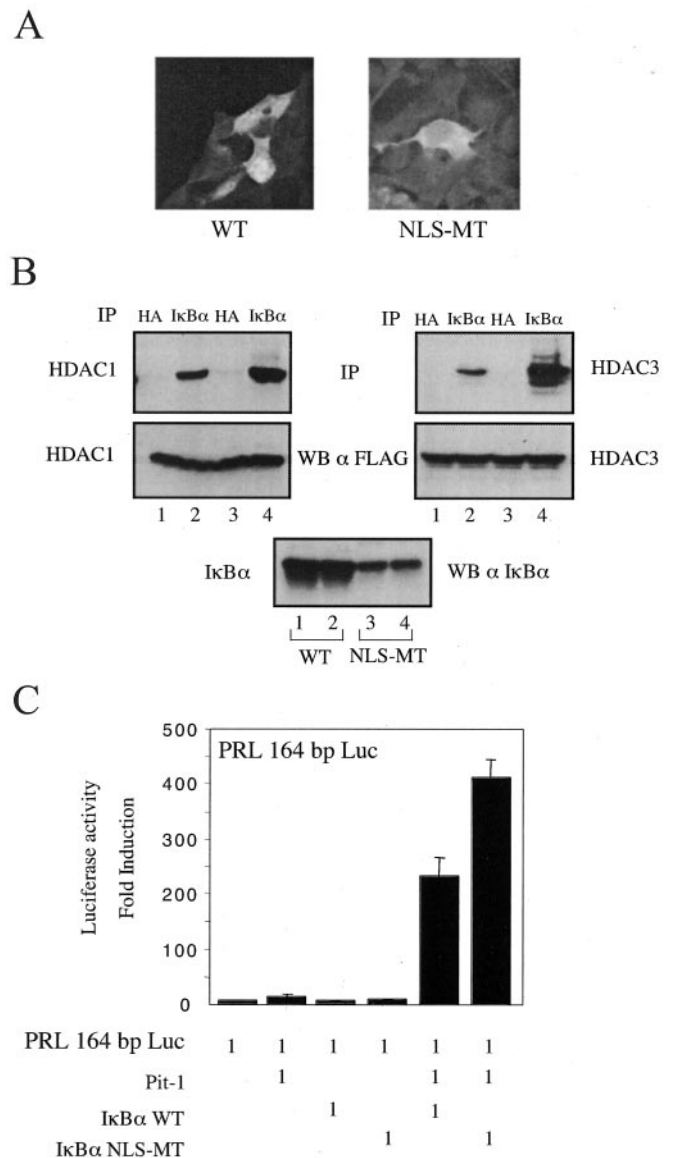 A
WT NLS-MT
B
IP HA IκBα HA IκBα IP HA IκBα HA IκBα
HDAC1 IP HDAC3
HDAC1 WB α FLAG HDAC3
1 2 3 4 1 2 3 4
IκBα WB α IκBα
1 2 3 4
WT NLS-MT
C
500
PRL 164 bp Luc
400
300
200
100
0
Luciferase activity
Fold Induction
PRL 164 bp Luc 1 1 1 1 1 1
Pit-1 1 1 1
IκBα WT 1 1
IκBα NLS-MT 1 1